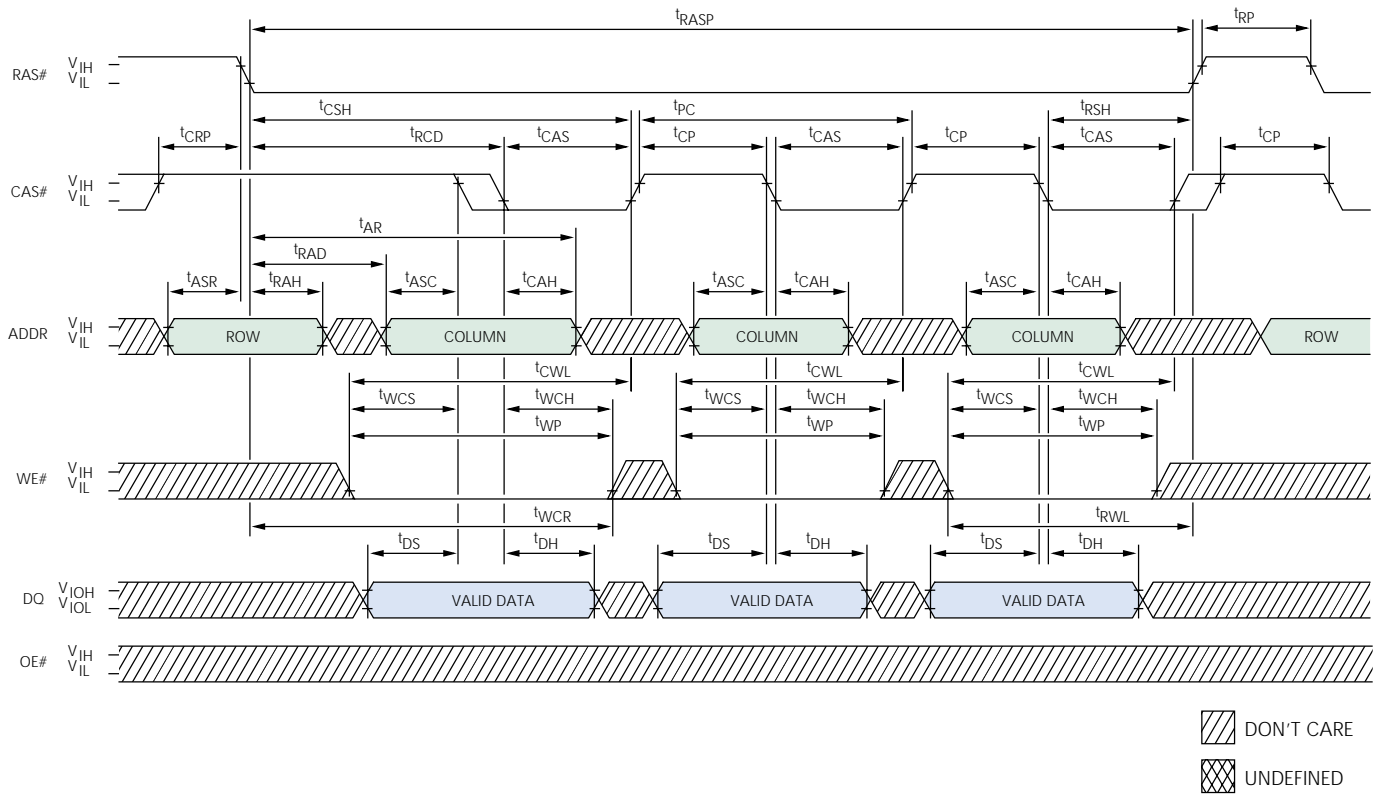 tRASP
tRP
RAS# VIH
VIL
tCSH
tPC
tRSH
tCRP
tRCD
tCAS
tCP
tCAS
tCP
tCAS
tCP
CAS# VIH
VIL
tAR
tRAD
tASR
tRAH
tASC
tCAH
tASC
tCAH
tASC
tCAH
ADDR VIH
VIL
ROW
COLUMN
COLUMN
COLUMN
ROW
tCWL
tCWL
tCWL
tWCS
tWCH
tWCS
tWCH
tWCS
tWCH
tWP
tWP
tWP
WE# VIH
VIL
tWCR
tRWL
tDS
tDH
tDS
tDH
tDS
tDH
DQ VIOH
VIOL
VALID DATA
VALID DATA
VALID DATA
OE# VIH
VIL
DON'T CARE
UNDEFINED